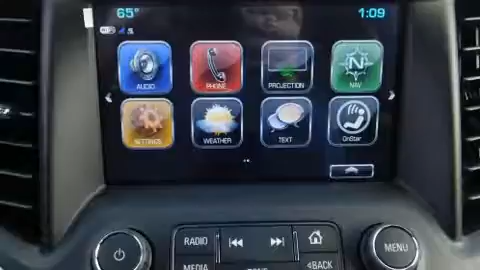 65° 1:09
AUDIO PHONE PROJECTION N NAV
SETTINGS WEATHER TEXT OnStar
RADIO MENU
MEDIA <BACK